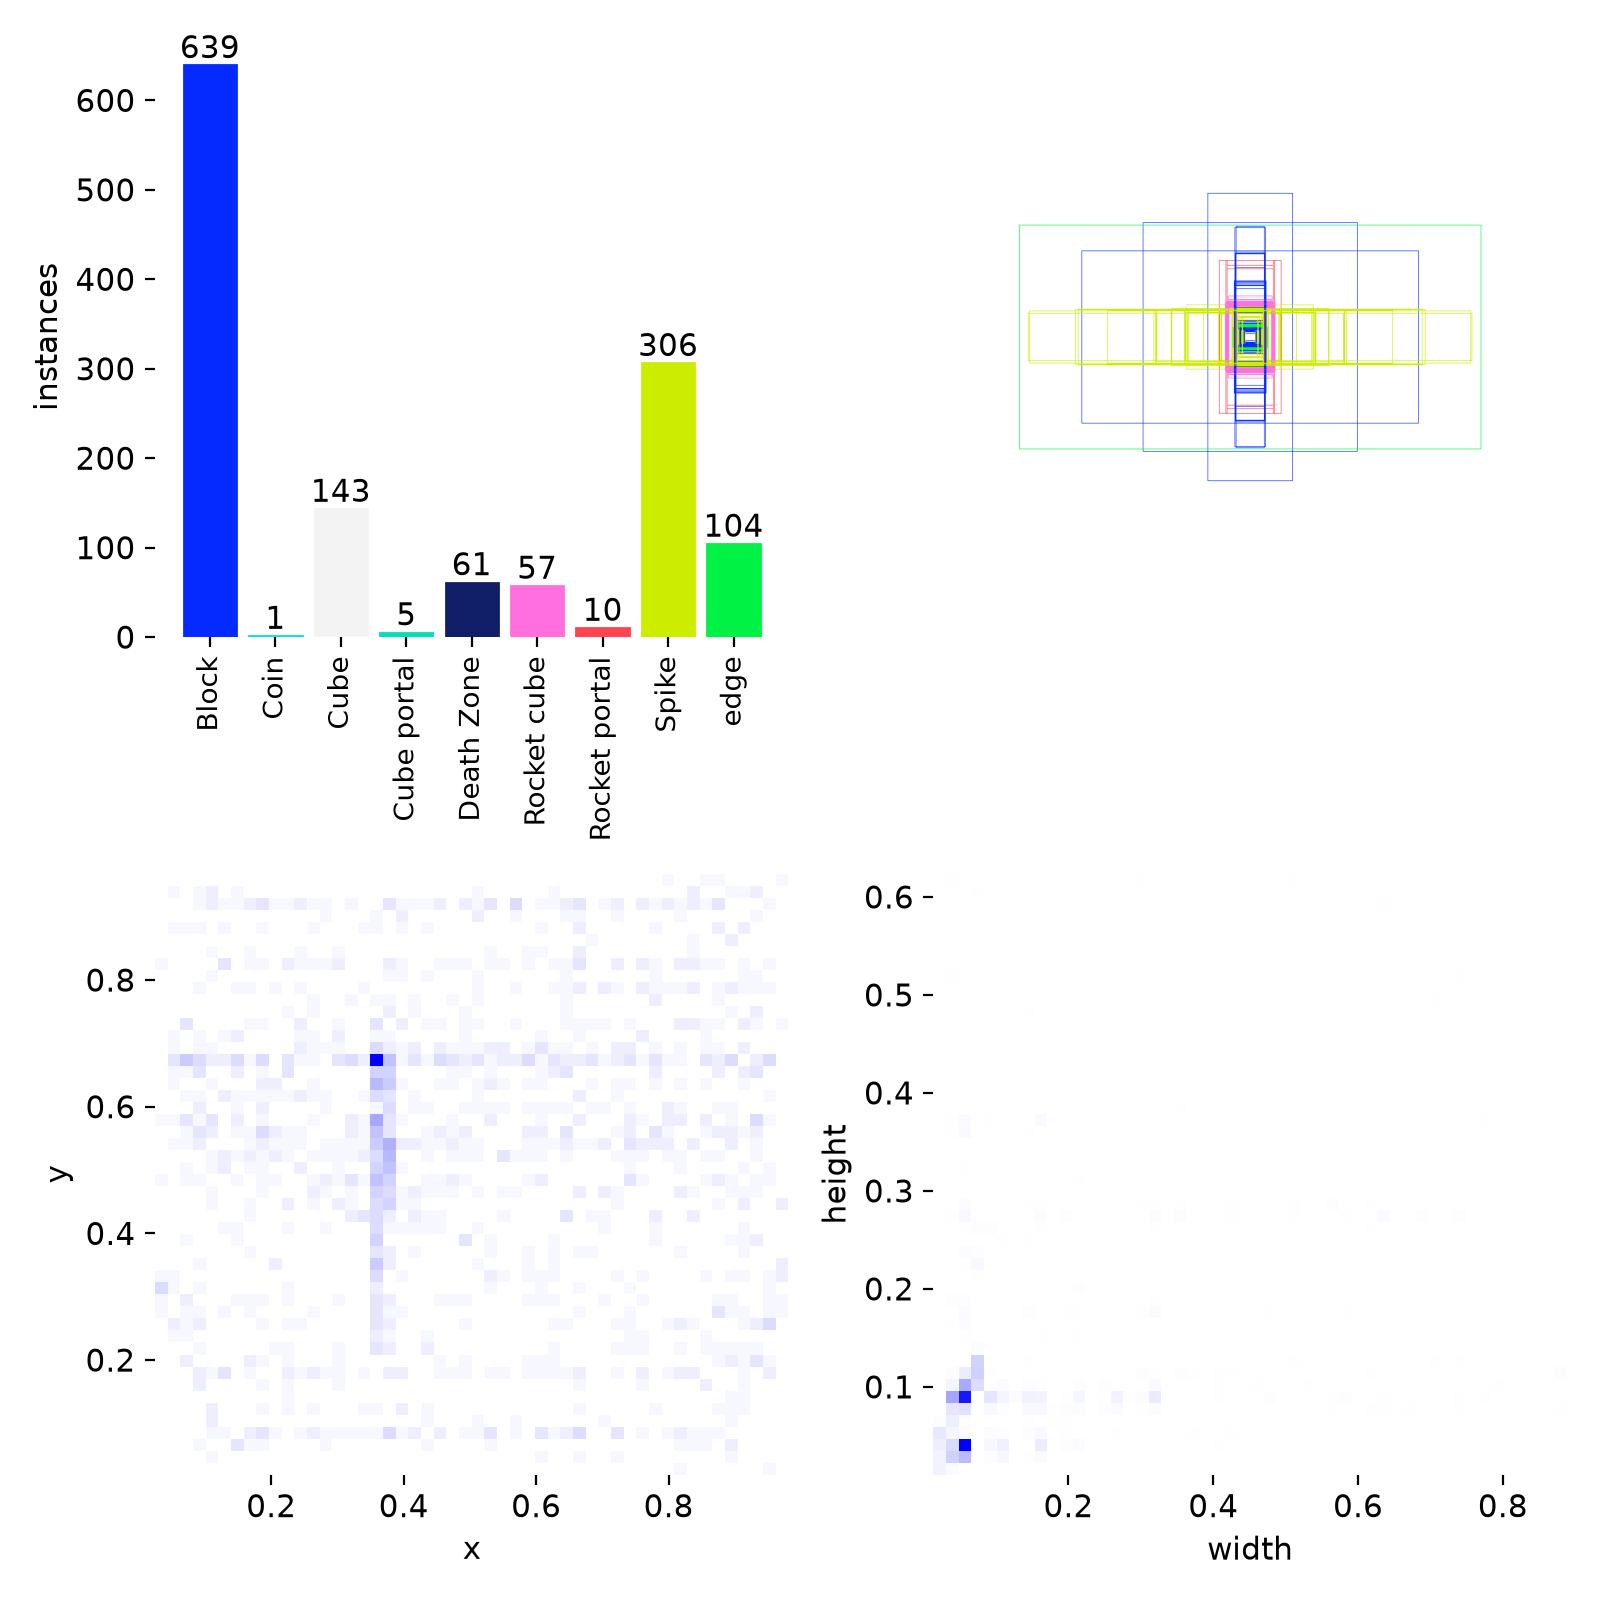 639
600
500
400
300
200
100
0
instances
1
143
5
61
57
10
306
104
Block
Coin
Cube
Cube portal
Death Zone
Rocket cube
Rocket portal
Spike
edge
0.8
0.6
0.4
0.2
y
0.2
0.4
0.6
0.8
x
0.6
0.5
0.4
0.3
0.2
0.1
height
0.2
0.4
0.6
0.8
width